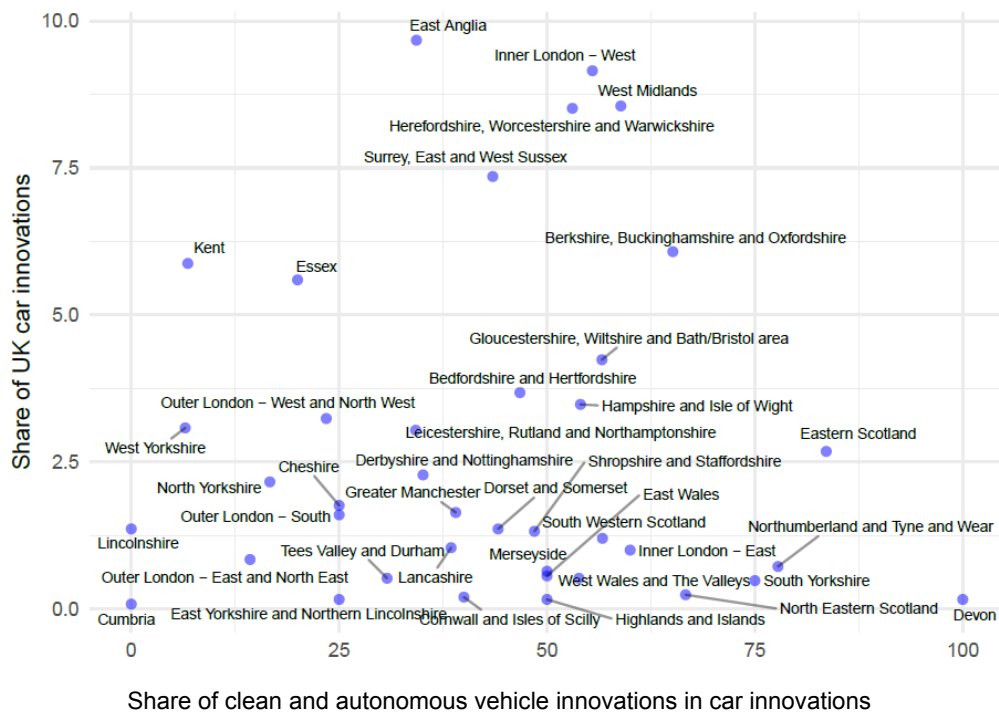 10.0
East Anglia
Inner London – West
West Midlands
Herefordshire, Worcestershire and Warwickshire
Surrey, East and West Sussex
7.5
Berkshire, Buckinghamshire and Oxfordshire
Kent
Essex
5.0
Gloucestershire, Wiltshire and Bath/Bristol area
Bedfordshire and Hertfordshire
Outer London – West and North West
Hampshire and Isle of Wight
Leicestershire, Rutland and Northamptonshire
Eastern Scotland
West Yorkshire
2.5
Cheshire
Derbyshire and Nottinghamshire
Shropshire and Staffordshire
North Yorkshire
Greater Manchester
Dorset and Somerset
East Wales
Outer London – South
South Western Scotland
Northumberland and Tyne and Wear
Lincolnshire
Tees Valley and Durham
Merseyside
Inner London – East
Outer London – East and North East
Lancashire
West Wales and The Valleys
South Yorkshire
0.0
Cumbria
East Yorkshire and Northern Lincolnshire
Cornwall and Isles of Scilly
Highlands and Islands
North Eastern Scotland
Devon
0
25
50
75
100
Share of UK car innovations
Share of clean and autonomous vehicle innovations in car innovations